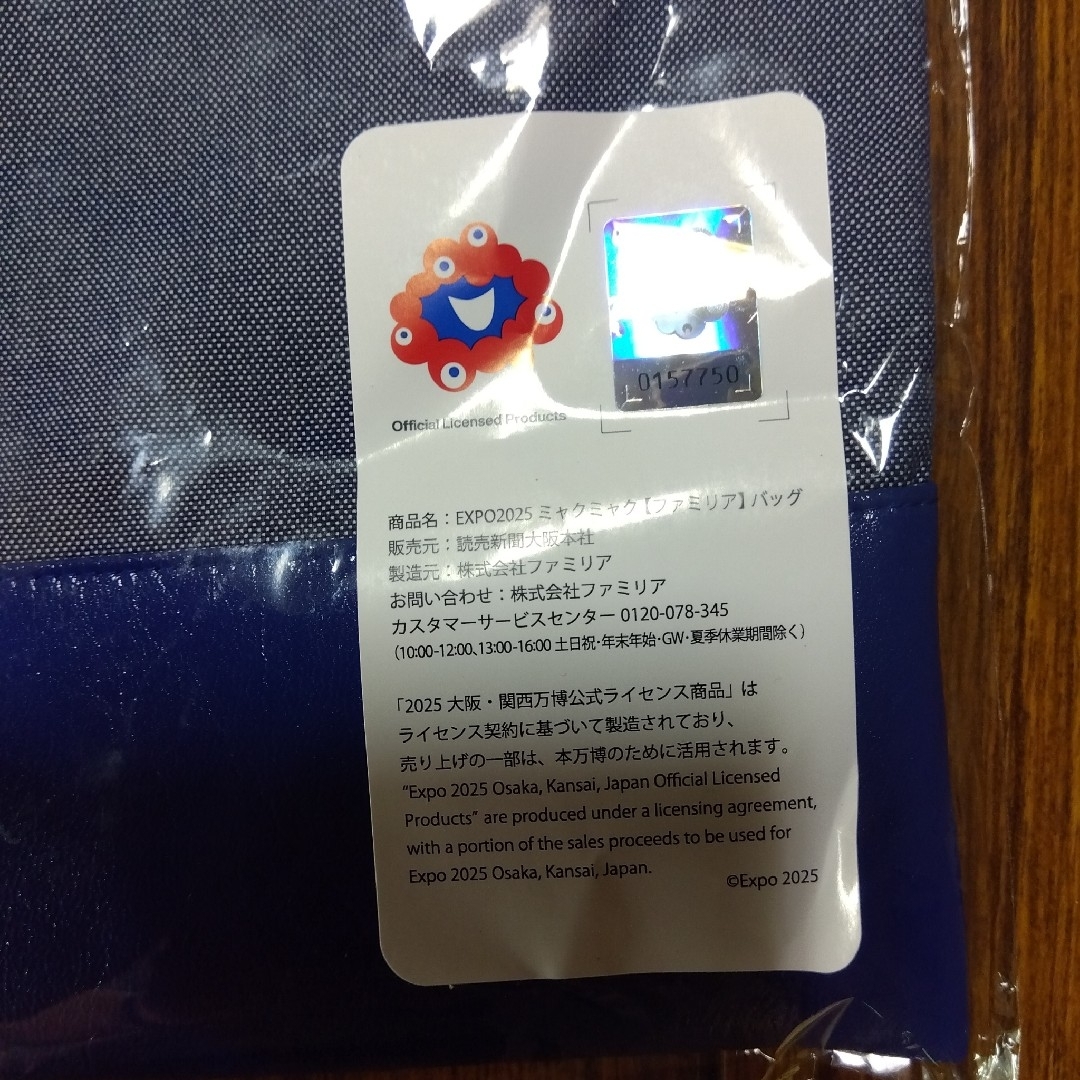 Official Licensed Products
0157750
商品名：EXPO2025 ミャクミャク【ファミリア】バッグ
販売元：読売新聞大阪本社
製造元：株式会社ファミリア
お問い合わせ：株式会社ファミリア
カスタマーサービスセンター 0120-078-345
（10:00-12:00、13:00-16:00 土日祝・年末年始・GW・夏季休業期間除く）
「2025 大阪・関西万博公式ライセンス商品」は
ライセンス契約に基づいて製造されており、
売り上げの一部は、本万博のために活用されます。
“Expo 2025 Osaka, Kansai, Japan Official Licensed
Products” are produced under a licensing agreement,
with a portion of the sales proceeds to be used for
Expo 2025 Osaka, Kansai, Japan.
©Expo 2025